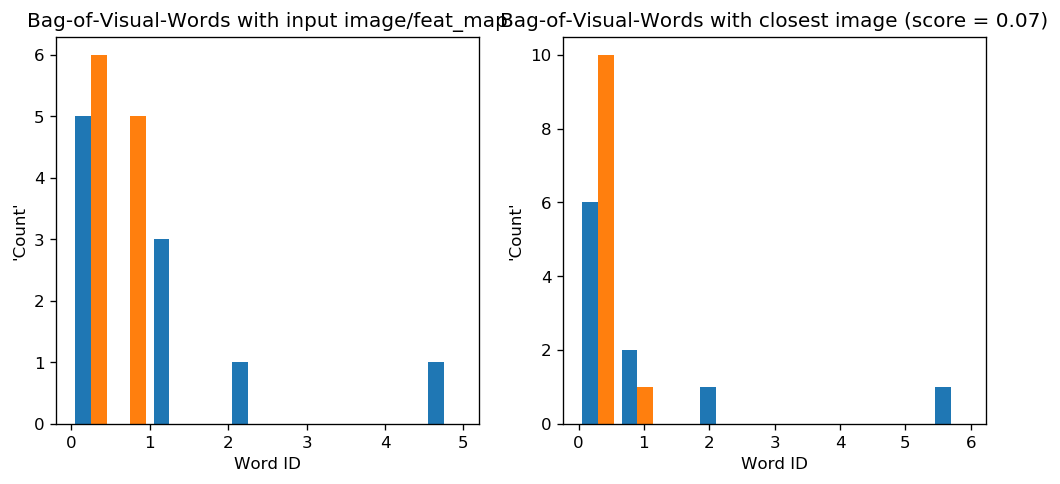 Bag-of-Visual-Words with input image/feat_map
Bag-of-Visual-Words with closest image (score = 0.07)
6
5
4
3
2
1
0
'Count'
0 1 2 3 4 5
Word ID
10
8
6
4
2
0
'Count'
0 1 2 3 4 5 6
Word ID